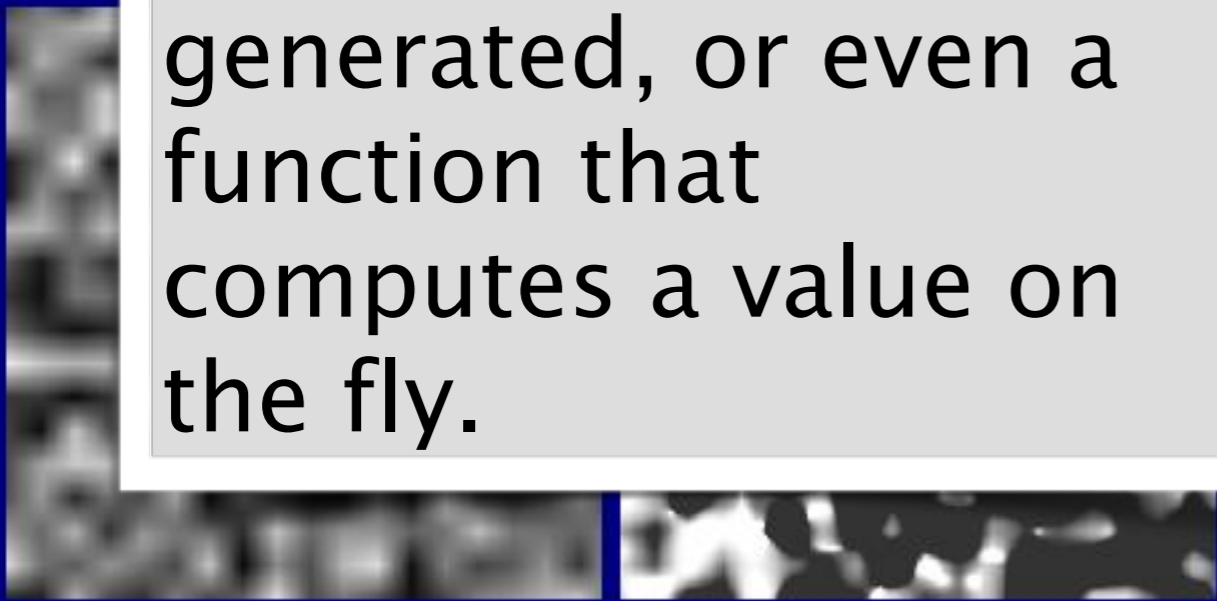 generated, or even a
function that
computes a value on
the fly.